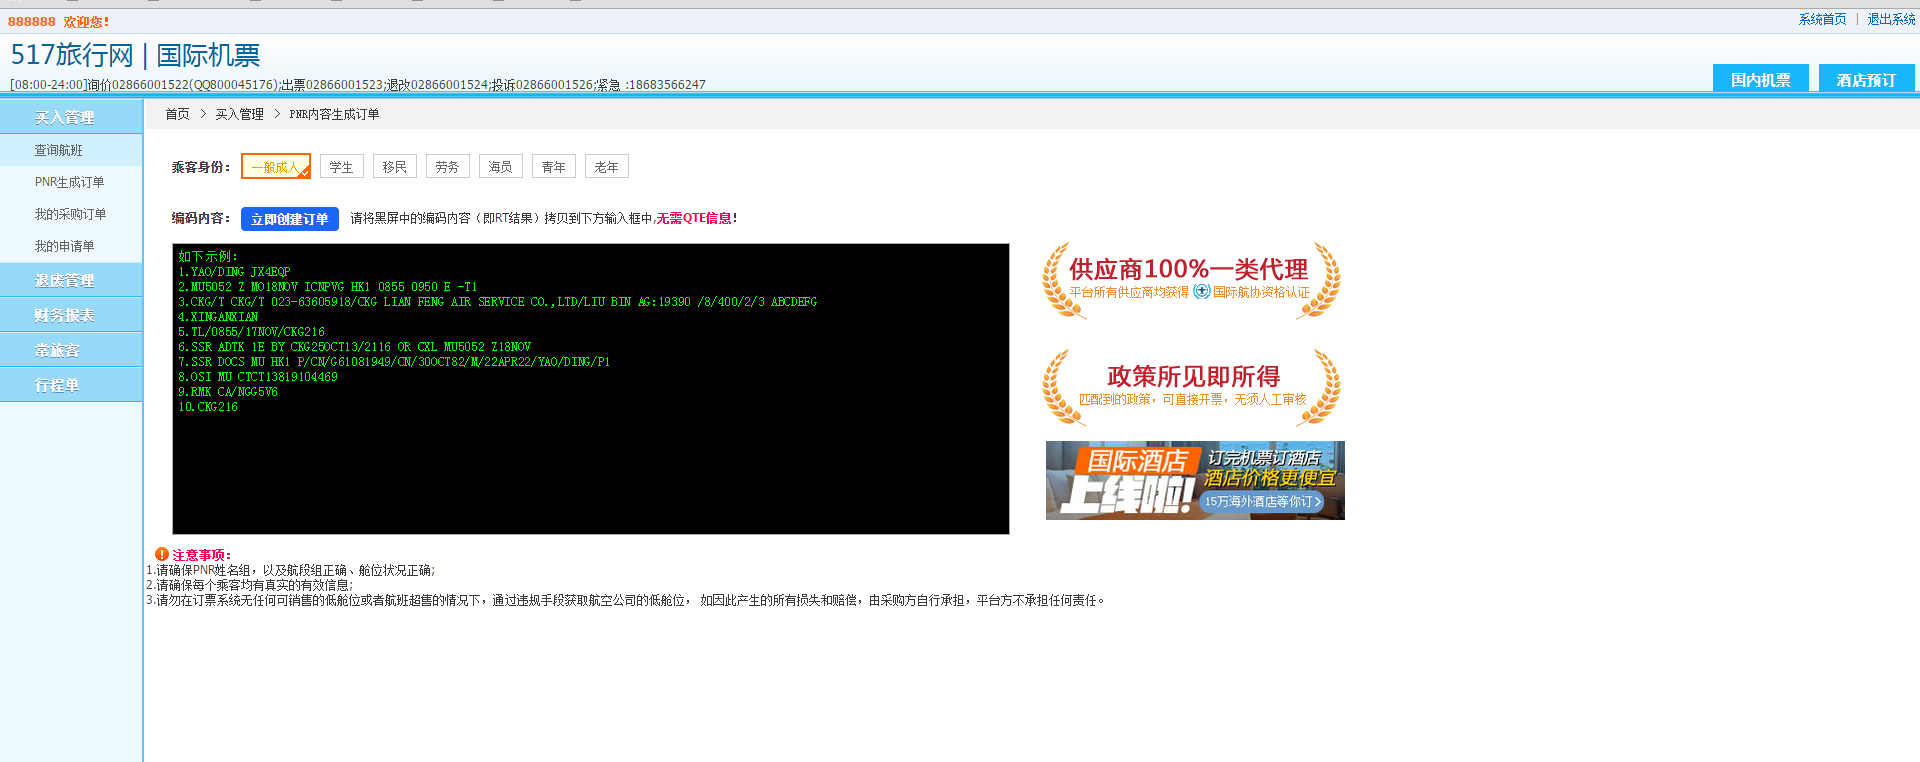 888888 欢迎您!
系统首页 | 退出系统
517旅行网 | 国际机票
[08:00-24:00]询价02866001522(QQ800045176);出票02866001523;退改02866001524;投诉02866001526;紧急 :18683566247
国内机票
酒店预订
买入管理
查询航班
PNR生成订单
我的采购订单
我的申请单
退废管理
财务报表
常旅客
行程单
首页 > 买入管理 > PNR内容生成订单
乘客身份: 一般成人 学生 移民 劳务 海员 青年 老年
编码内容: 立即创建订单 请将黑屏中的编码内容（即RT结果）拷贝到下方输入框中,无需QTE信息!
如下示例:
1.YAO/DING JX4EQP
2.MU5052 Z MO18NOV ICNPVG HK1 0855 0950 E -T1
3.CKG/T CKG/T 023-63605918/CKG LIAN FENG AIR SERVICE CO.,LTD/LIU BIN AG:19390 /8/400/2/3 ABCDEFG
4.XINGANXIAN
5.TL/0855/17NOV/CKG216
6.SSR ADTK 1E BY CKG25OCT13/2116 OR CXL MU5052 Z18NOV
7.SSR DOCS MU HK1 P/CN/G61081949/CN/30OCT82/M/22APR22/YAO/DING/P1
8.OSI MU CTCT13819104469
9.RMK CA/NGG5V6
10.CKG216
供应商100%一类代理
平台所有供应商均获得 国际航协资格认证
政策所见即所得
匹配到的政策，可直接开票，无须人工审核
国际酒店
上线啦!
订完机票订酒店
酒店价格更便宜
15万海外酒店等你订>
注意事项:
1.请确保PNR姓名组，以及航段组正确、舱位状况正确;
2.请确保每个乘客均有真实的有效信息;
3.请勿在订票系统无任何可销售的低舱位或者航班超售的情况下，通过违规手段获取航空公司的低舱位， 如因此产生的所有损失和赔偿，由采购方自行承担，平台方不承担任何责任。